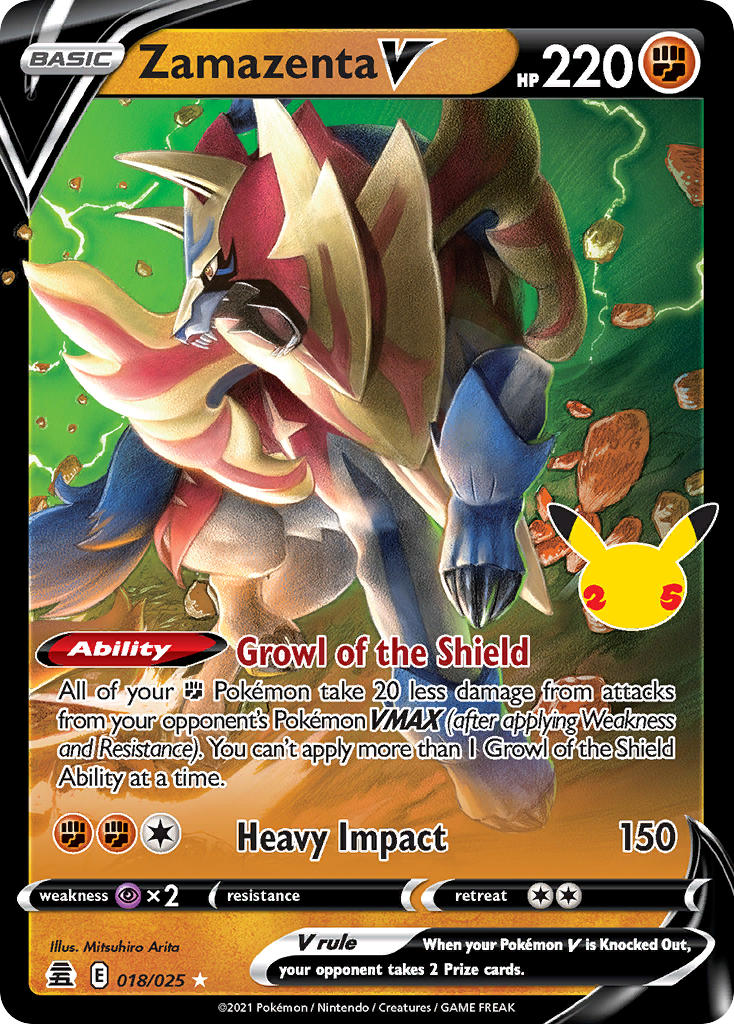 BASIC Zamazenta V HP 220
25
Ability Growl of the Shield
All of your Pokémon take 20 less damage from attacks
from your opponent's Pokémon VMAX (after applying Weakness
and Resistance). You can't apply more than 1 Growl of the Shield
Ability at a time.
Heavy Impact 150
weakness ×2 resistance retreat
Illus. Mitsuhiro Arita
V rule When your Pokémon V is Knocked Out,
your opponent takes 2 Prize cards.
E 018/025
©2021 Pokémon / Nintendo / Creatures / GAME FREAK